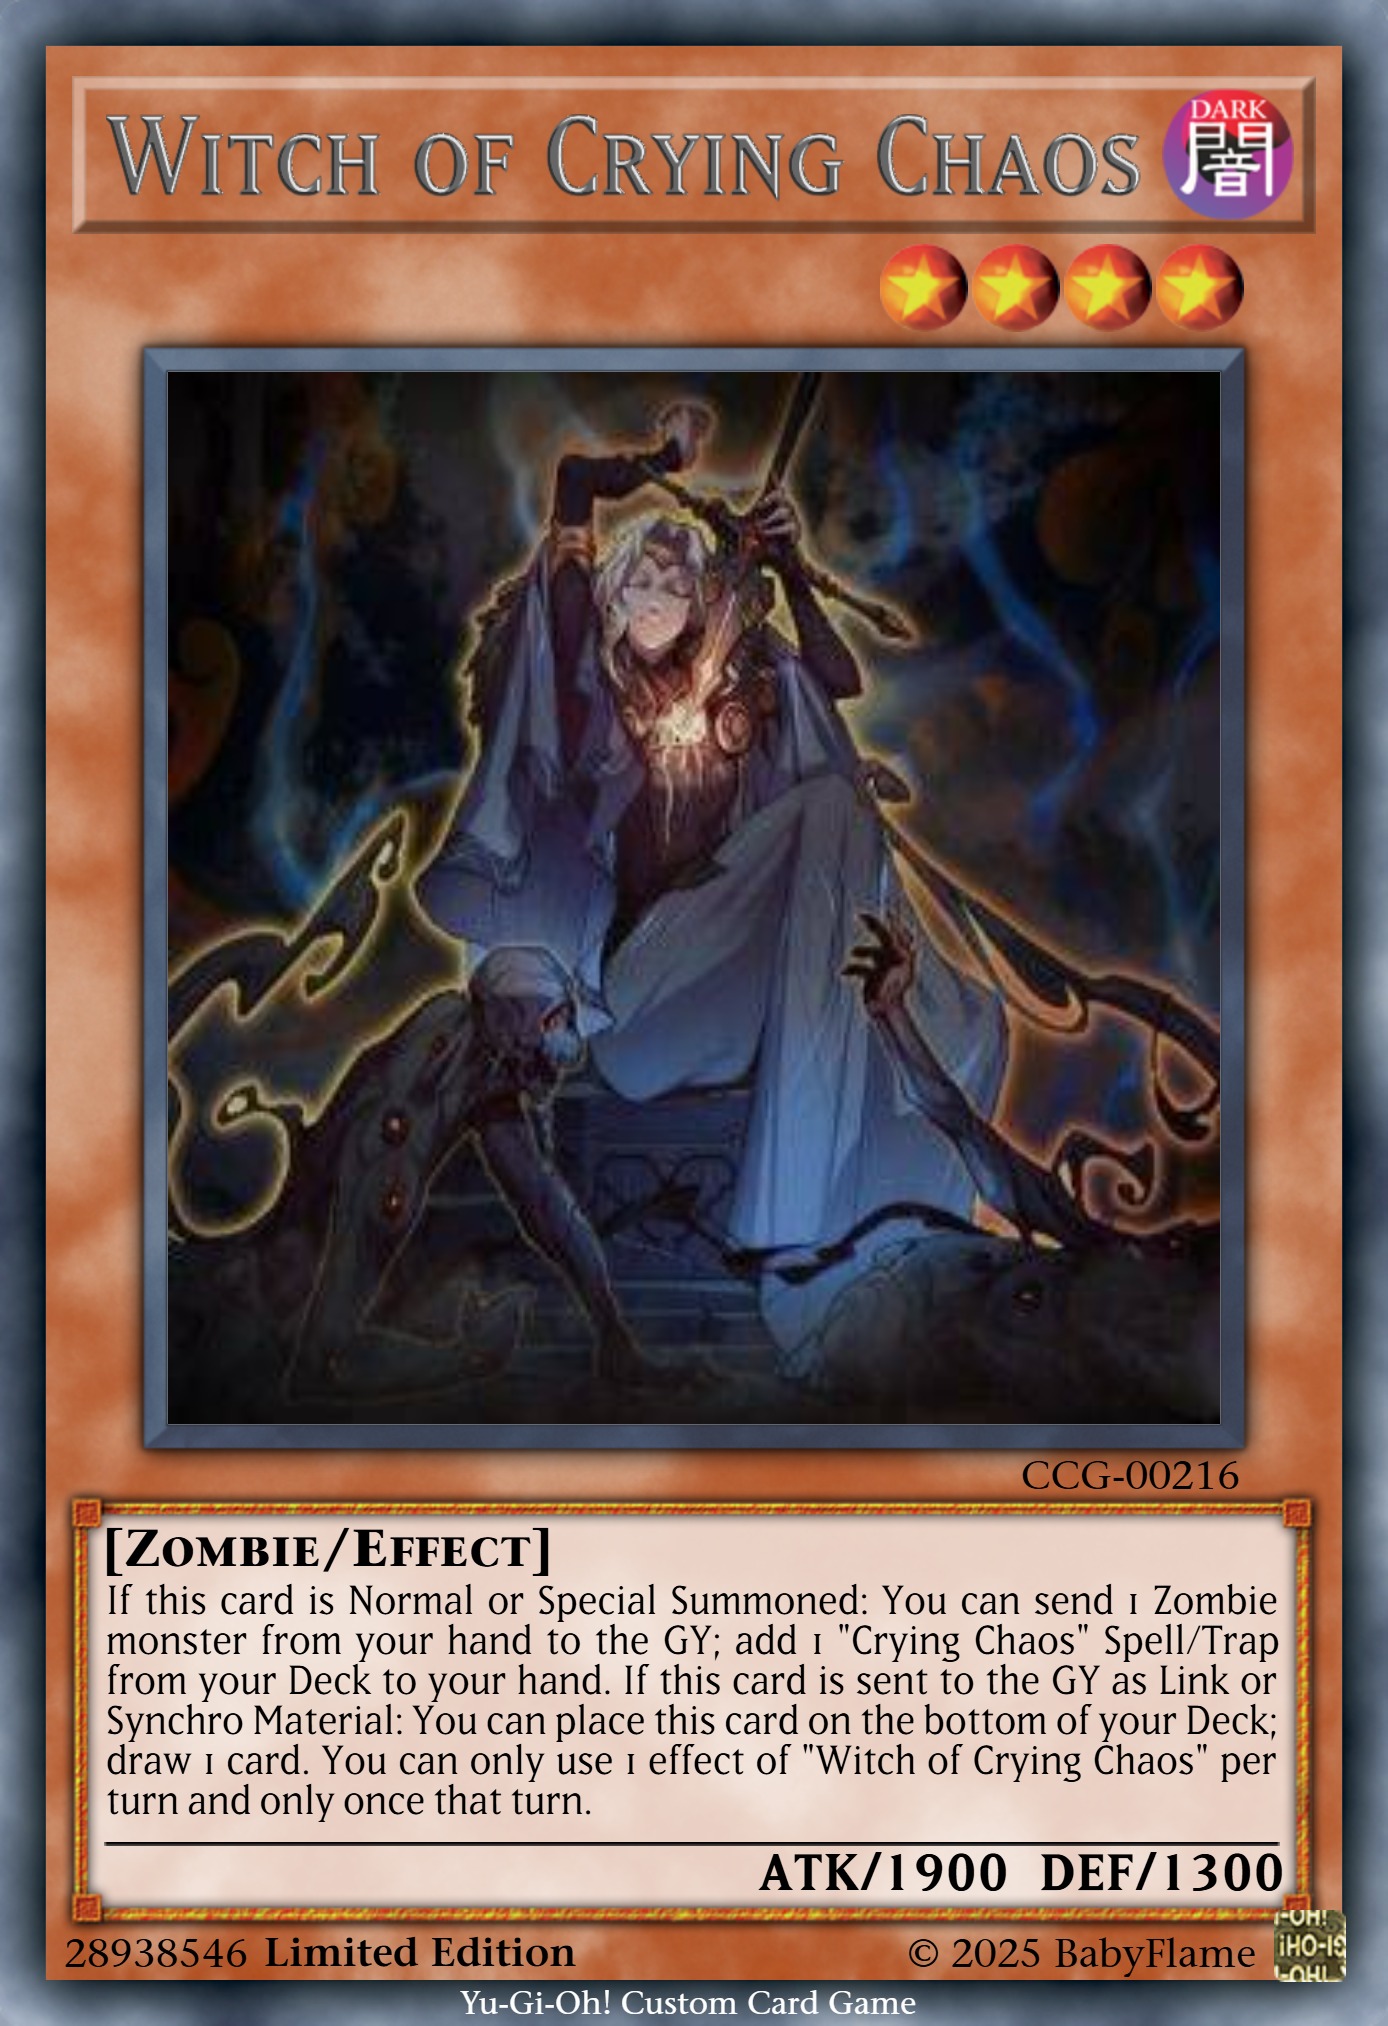 Witch of Crying Chaos
DARK
闇
CCG-00216
[Zombie/Effect]
If this card is Normal or Special Summoned: You can send 1 Zombie
monster from your hand to the GY; add 1 "Crying Chaos" Spell/Trap
from your Deck to your hand. If this card is sent to the GY as Link or
Synchro Material: You can place this card on the bottom of your Deck;
draw 1 card. You can only use 1 effect of "Witch of Crying Chaos" per
turn and only once that turn.
ATK/1900 DEF/1300
28938546 Limited Edition
© 2025 BabyFlame
Yu-Gi-Oh! Custom Card Game